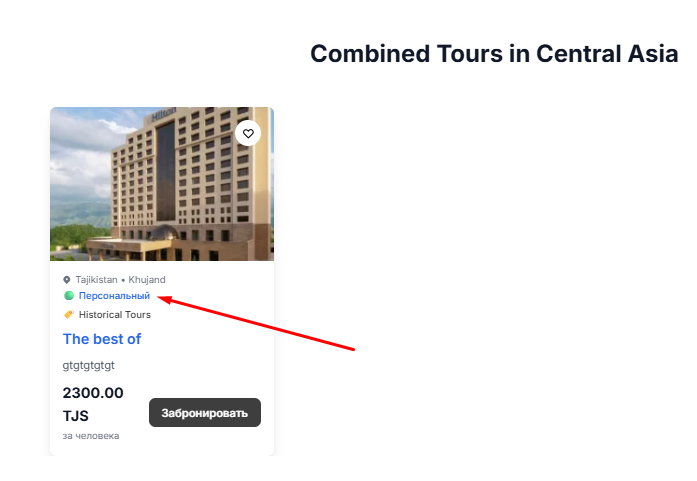 Combined Tours in Central Asia
Hilton
Tajikistan • Khujand
Персональный
Historical Tours
The best of
gtgtgtgtgt
2300.00
TJS
Забронировать
за человека